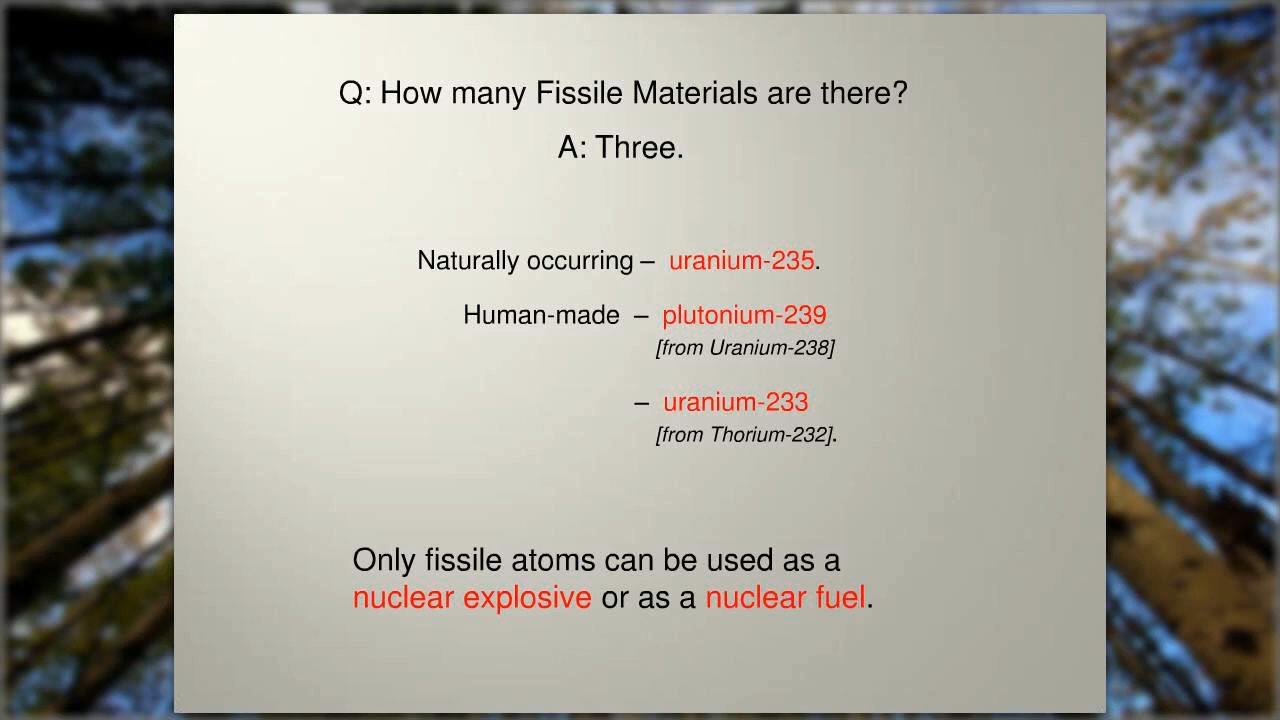 Q: How many Fissile Materials are there?
A: Three.
Naturally occurring – uranium-235.
Human-made – plutonium-239
[from Uranium-238]
– uranium-233
[from Thorium-232].
Only fissile atoms can be used as a
nuclear explosive or as a nuclear fuel.